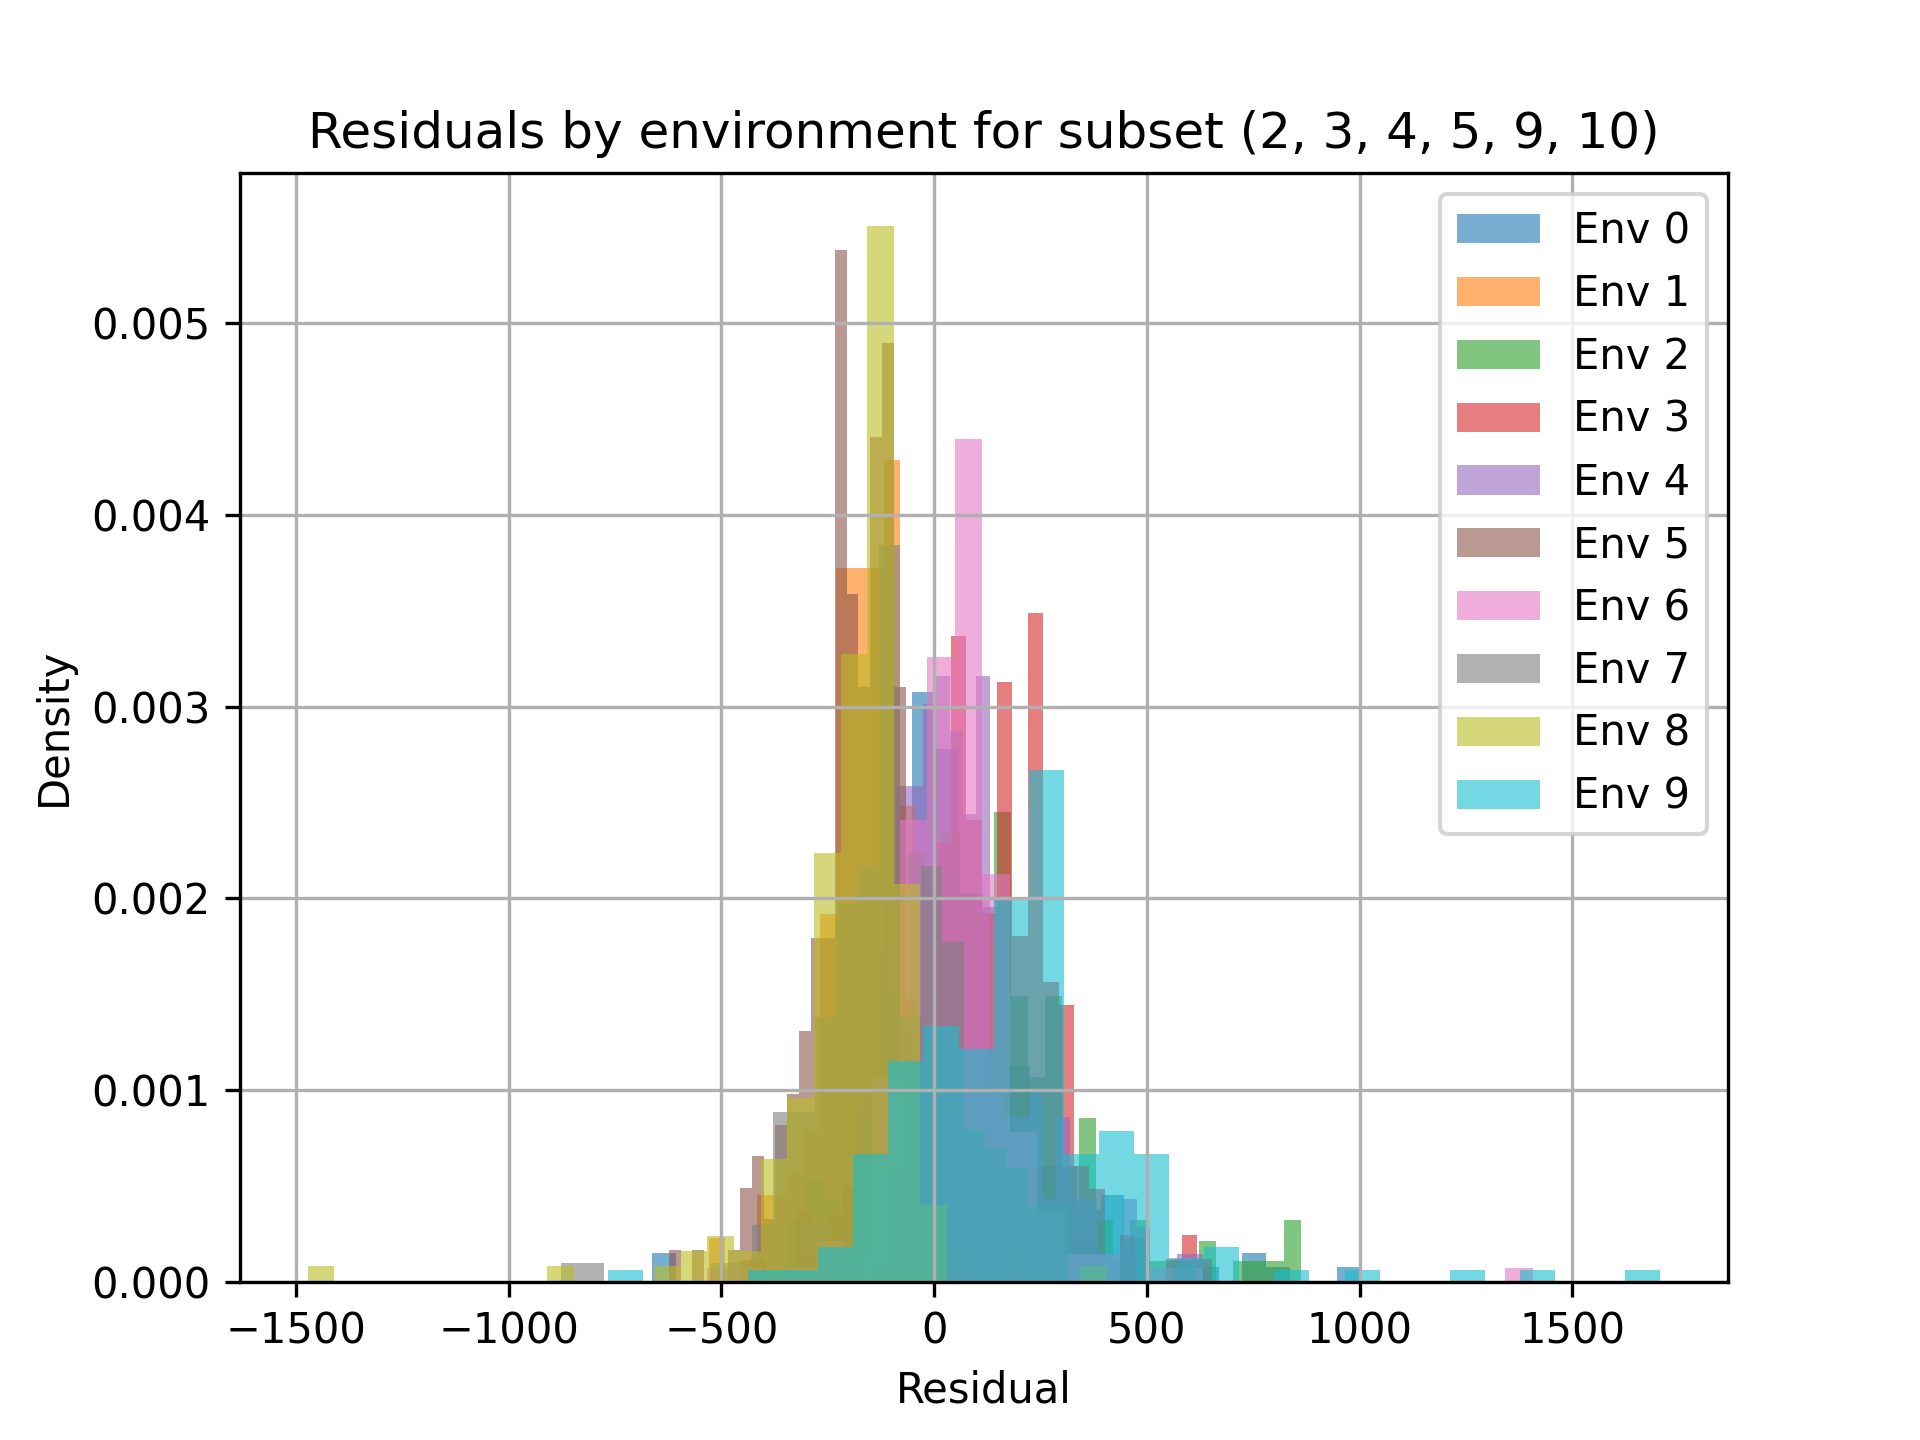 Residuals by environment for subset (2, 3, 4, 5, 9, 10)
Env 0
Env 1
Env 2
Env 3
Env 4
Env 5
Env 6
Env 7
Env 8
Env 9
Density
0.005
0.004
0.003
0.002
0.001
0.000
−1500 −1000 −500 0 500 1000 1500
Residual